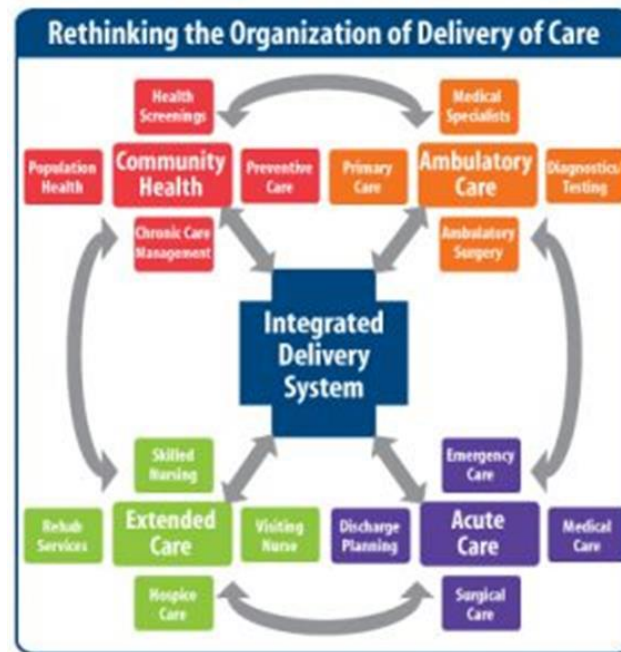 Rethinking the Organization of Delivery of Care
Health
Screenings
Medical
Specialists
Population
Health
Community
Health
Preventive
Care
Primary
Care
Ambulatory
Care
Diagnostics/
Testing
Chronic Care
Management
Ambulatory
Surgery
Integrated
Delivery
System
Skilled
Nursing
Emergency
Care
Rehab
Services
Extended
Care
Visiting
Nurse
Discharge
Planning
Acute
Care
Medical
Care
Hospice
Care
Surgical
Care